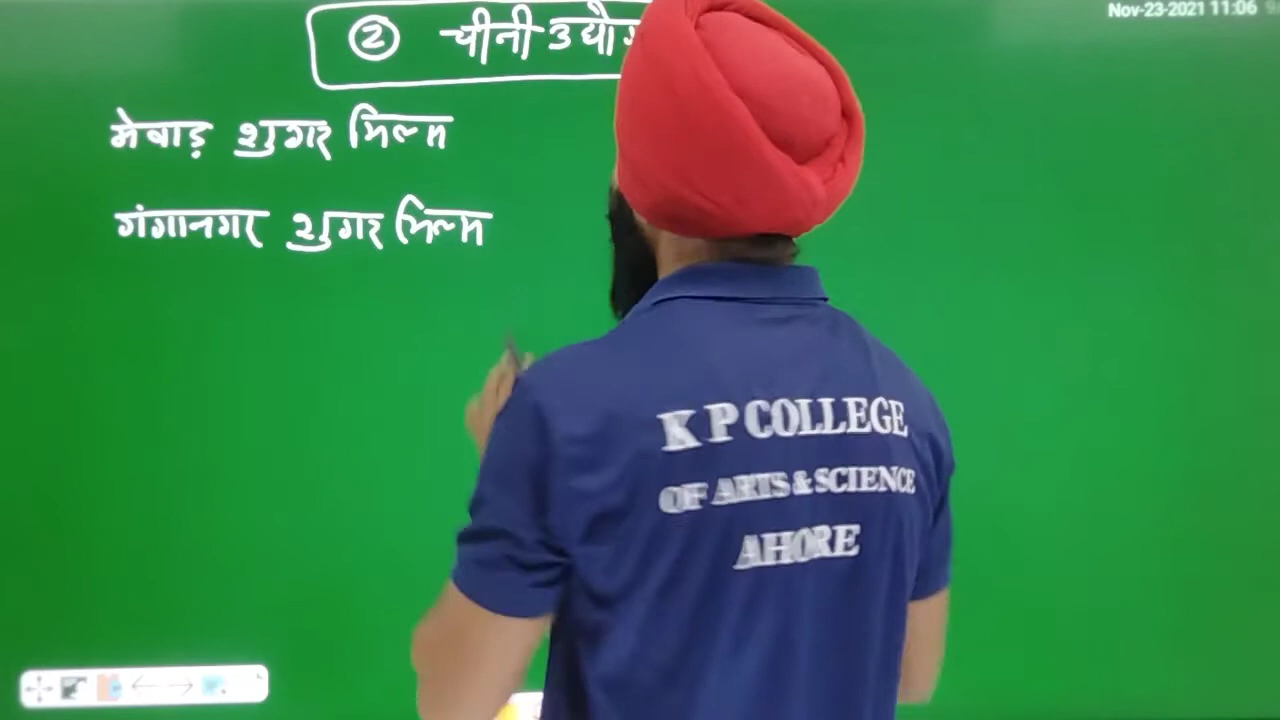 Nov-23-2021 11:06
② चीनी उद्योग
मेवाड़ शुगर मिल्स
गंगानगर शुगर मिल्स
K P COLLEGE
OF ARTS & SCIENCE
AHORE